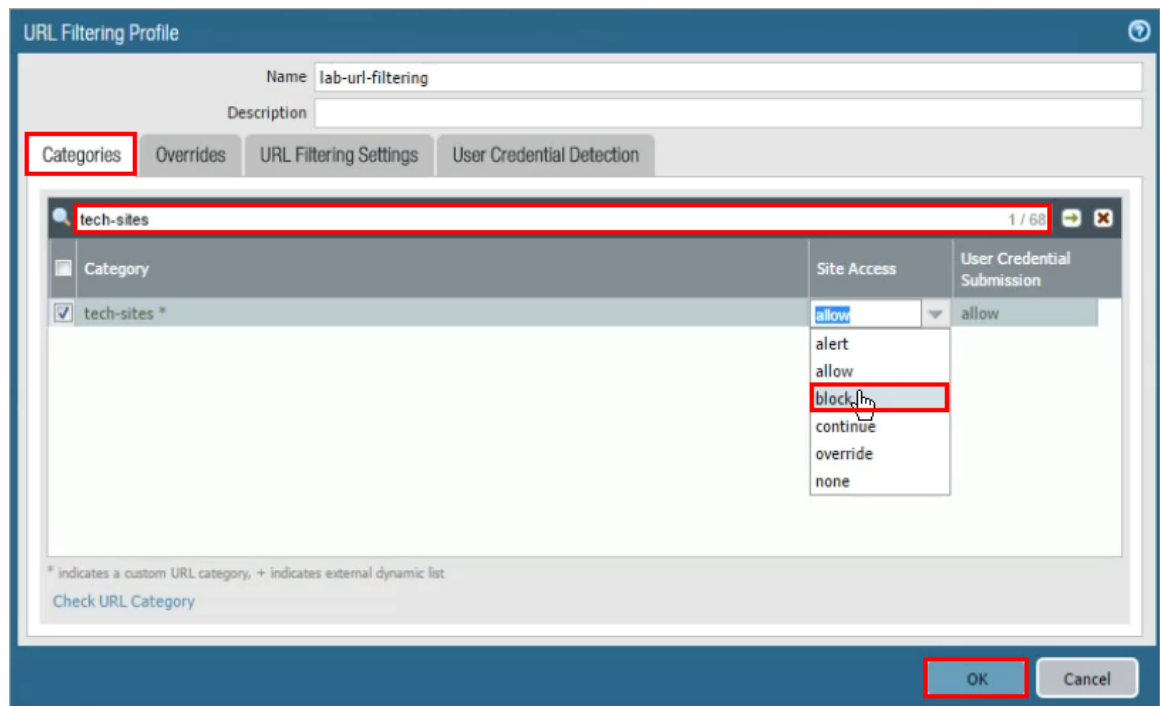 URL Filtering Profile
Name lab-url-filtering
Description
Categories Overrides URL Filtering Settings User Credential Detection
tech-sites 1 / 68
Category Site Access User Credential Submission
tech-sites * allow allow
alert
allow
block
continue
override
none
* indicates a custom URL category, + indicates external dynamic list
Check URL Category
OK Cancel